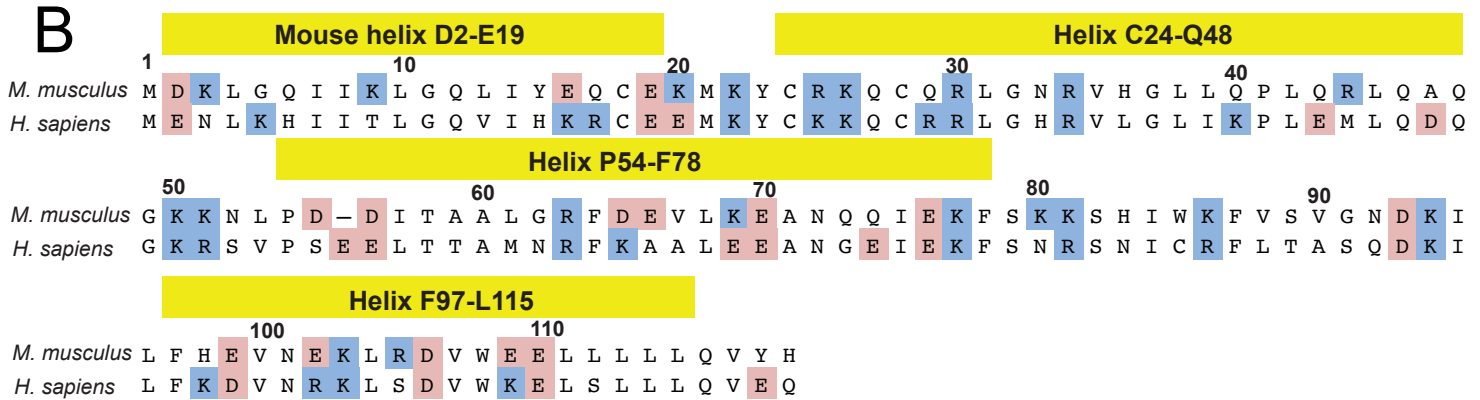 B
Mouse helix D2-E19 Helix C24-Q48
1 10 20 30 40
M. musculus M D K L G Q I I K L G Q L I Y E Q C E K M K Y C R K Q C Q R L G N R V H G L L Q P L Q R L Q A Q
H. sapiens M E N L K H I I T L G Q V I H K R C E E M K Y C K K Q C R R L G H R V L G L I K P L E M L Q D Q
Helix P54-F78
50 60 70 80 90
M. musculus G K K N L P D – D I T A A L G R F D E V L K E A N Q Q I E K F S K K S H I W K F V S V G N D K I
H. sapiens G K R S V P S E E L T T A M N R F K A A L E E A N G E I E K F S N R S N I C R F L T A S Q D K I
Helix F97-L115
100 110
M. musculus L F H E V N E K L R D V W E E L L L L L Q V Y H
H. sapiens L F K D V N R K L S D V W K E L S L L L Q V E Q